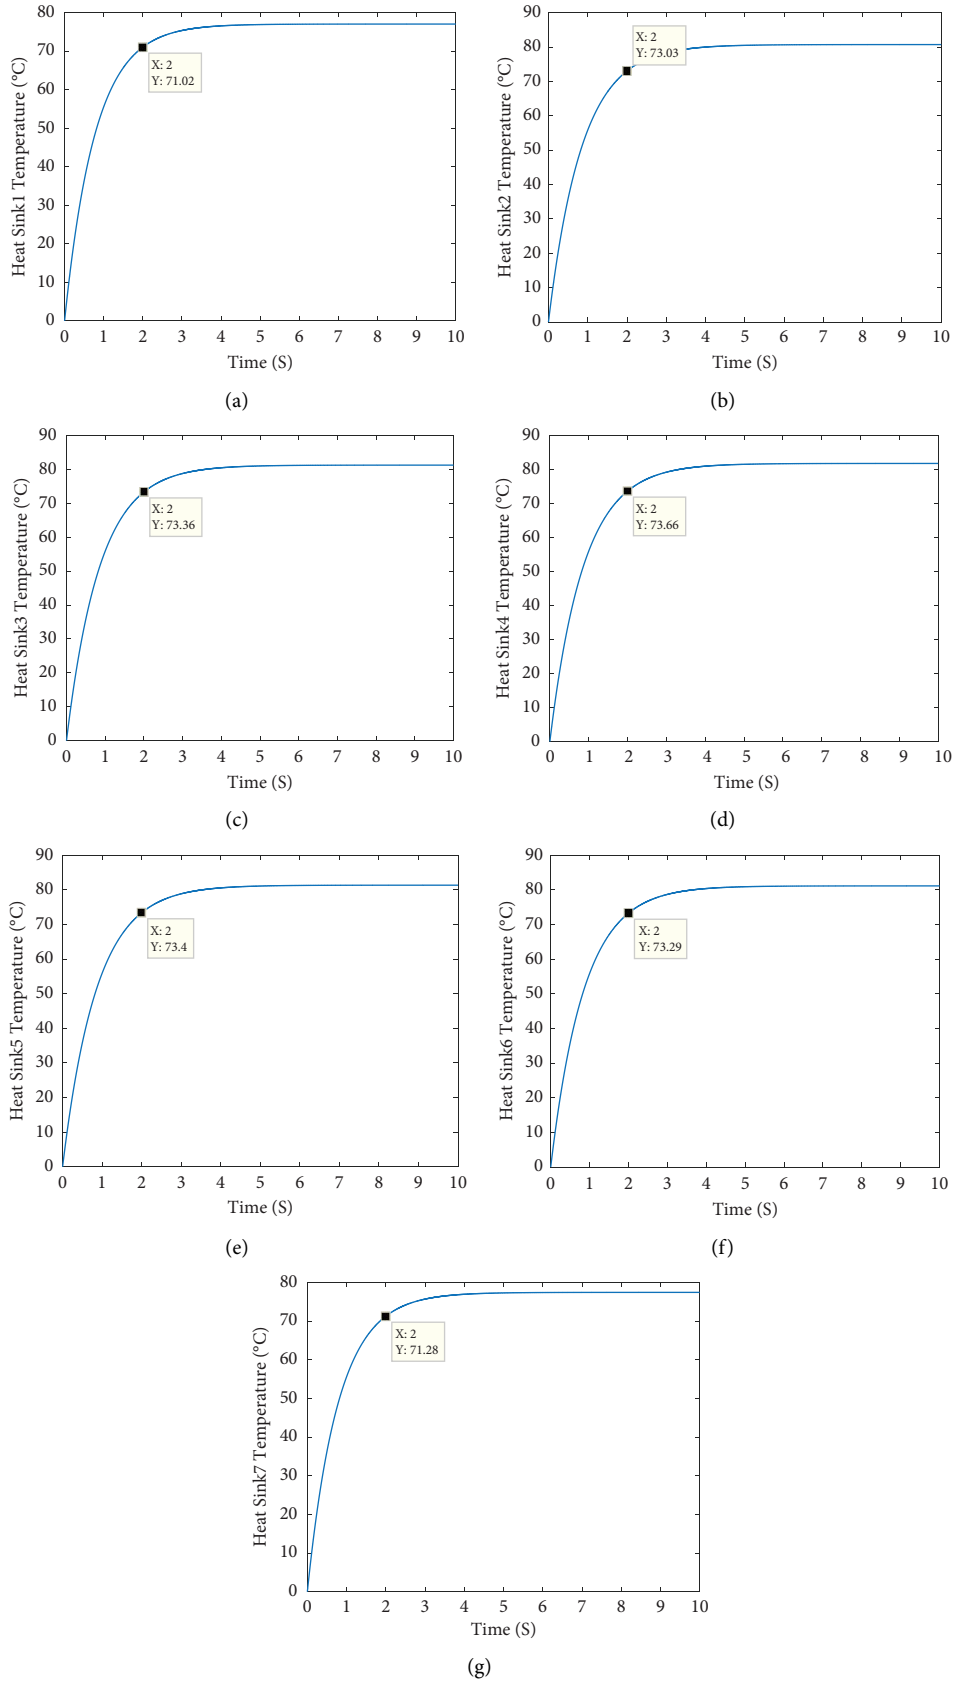 80
70
60
50
40
30
20
10
0
Heat Sink1 Temperature (°C)
X: 2
Y: 71.02
0 1 2 3 4 5 6 7 8 9 10
Time (S)
(a)
90
80
70
60
50
40
30
20
10
0
Heat Sink2 Temperature (°C)
X: 2
Y: 73.03
0 1 2 3 4 5 6 7 8 9 10
Time (S)
(b)
90
80
70
60
50
40
30
20
10
0
Heat Sink3 Temperature (°C)
X: 2
Y: 73.36
0 1 2 3 4 5 6 7 8 9 10
Time (S)
(c)
90
80
70
60
50
40
30
20
10
0
Heat Sink4 Temperature (°C)
X: 2
Y: 73.66
0 1 2 3 4 5 6 7 8 9 10
Time (S)
(d)
90
80
70
60
50
40
30
20
10
0
Heat Sink5 Temperature (°C)
X: 2
Y: 73.4
0 1 2 3 4 5 6 7 8 9 10
Time (S)
(e)
90
80
70
60
50
40
30
20
10
0
Heat Sink6 Temperature (°C)
X: 2
Y: 73.29
0 1 2 3 4 5 6 7 8 9 10
Time (S)
(f)
80
70
60
50
40
30
20
10
0
Heat Sink7 Temperature (°C)
X: 2
Y: 71.28
0 1 2 3 4 5 6 7 8 9 10
Time (S)
(g)